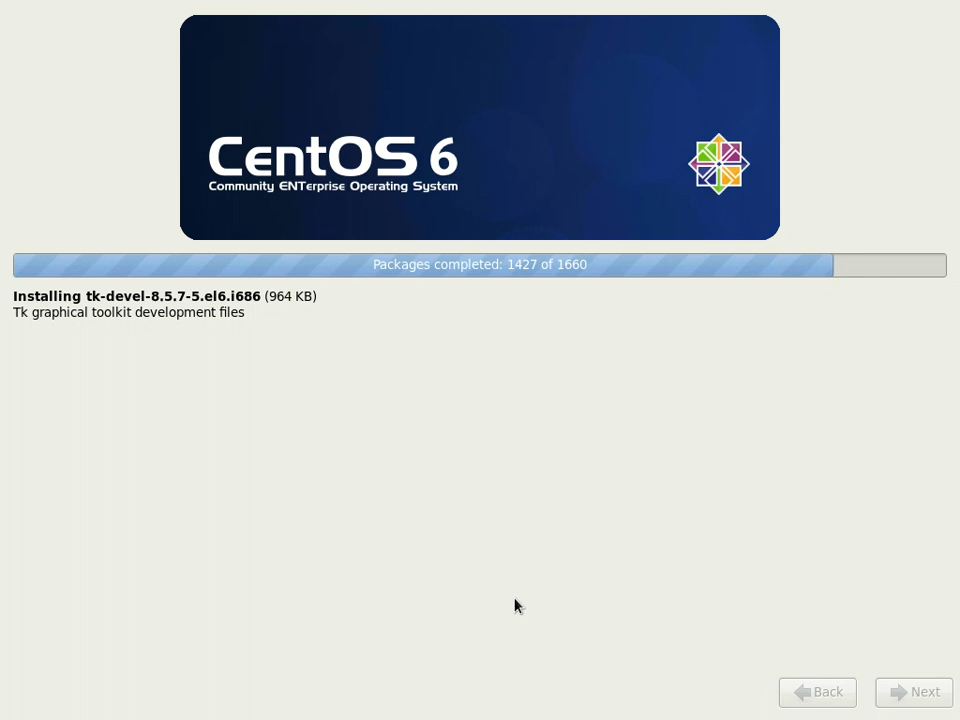 CentOS 6
Community ENTerprise Operating System
Packages completed: 1427 of 1660
Installing tk-devel-8.5.7-5.el6.i686 (964 KB)
Tk graphical toolkit development files
Back
Next